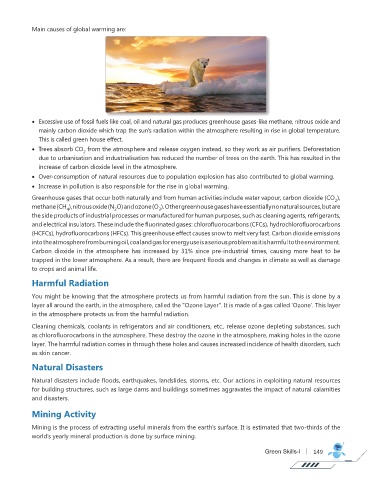 Main causes of global warming are:
• Excessive use of fossil fuels like coal, oil and natural gas produces greenhouse gases-like methane, nitrous oxide and
mainly carbon dioxide which trap the sun's radiation within the atmosphere resulting in rise in global temperature.
This is called green house effect.
• Trees absorb CO₂ from the atmosphere and release oxygen instead, so they work as air purifiers. Deforestation
due to urbanisation and industrialisation has reduced the number of trees on the earth. This has resulted in the
increase of carbon dioxide level in the atmosphere.
• Over-consumption of natural resources due to population explosion has also contributed to global warming.
• Increase in pollution is also responsible for the rise in global warming.
Greenhouse gases that occur both naturally and from human activities include water vapour, carbon dioxide (CO₂),
methane (CH₄), nitrous oxide (N₂O) and ozone (O₃). Other greenhouse gases have essentially no natural sources, but are
the side products of industrial processes or manufactured for human purposes, such as cleaning agents, refrigerants,
and electrical insulators. These include the fluorinated gases: chlorofluorocarbons (CFCs), hydrochlorofluorocarbons
(HCFCs), hydrofluorocarbons (HFCs). This greenhouse effect causes snow to melt very fast. Carbon dioxide emissions
into the atmosphere from burning oil, coal and gas for energy use is a serious problem as it is harmful to the environment.
Carbon dioxide in the atmosphere has increased by 31% since pre-industrial times, causing more heat to be
trapped in the lower atmosphere. As a result, there are frequent floods and changes in climate as well as damage
to crops and animal life.
Harmful Radiation
You might be knowing that the atmosphere protects us from harmful radiation from the sun. This is done by a
layer all around the earth, in the atmosphere, called the "Ozone Layer". It is made of a gas called 'Ozone'. This layer
in the atmosphere protects us from the harmful radiation.
Cleaning chemicals, coolants in refrigerators and air conditioners, etc., release ozone depleting substances, such
as chlorofluorocarbons in the atmosphere. These destroy the ozone in the atmosphere, making holes in the ozone
layer. The harmful radiation comes in through these holes and causes increased incidence of health disorders, such
as skin cancer.
Natural Disasters
Natural disasters include floods, earthquakes, landslides, storms, etc. Our actions in exploiting natural resources
for building structures, such as large dams and buildings sometimes aggravates the impact of natural calamities
and disasters.
Mining Activity
Mining is the process of extracting useful minerals from the earth's surface. It is estimated that two-thirds of the
world's yearly mineral production is done by surface mining.
Green Skills-I | 149